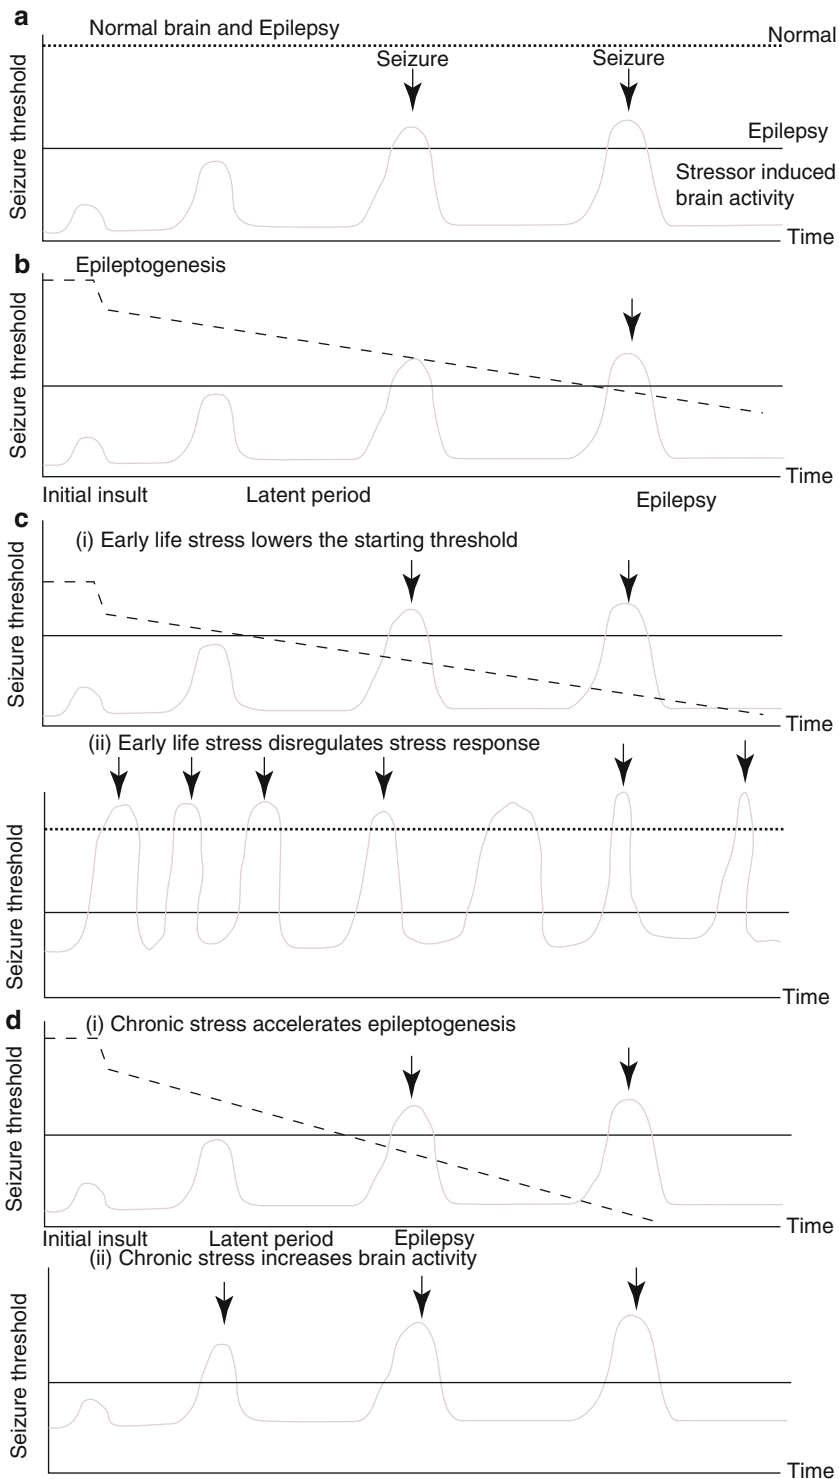 a
Normal brain and Epilepsy
Normal
Seizure
Seizure
Epilepsy
Stressor induced
brain activity
Seizure threshold
Time
b
Epileptogenesis
Seizure threshold
Time
Initial insult
Latent period
Epilepsy
c
(i) Early life stress lowers the starting threshold
Seizure threshold
Time
(ii) Early life stress disregulates stress response
Seizure threshold
Time
d
(i) Chronic stress accelerates epileptogenesis
Seizure threshold
Time
Initial insult
Latent period
Epilepsy
(ii) Chronic stress increases brain activity
Seizure threshold
Time